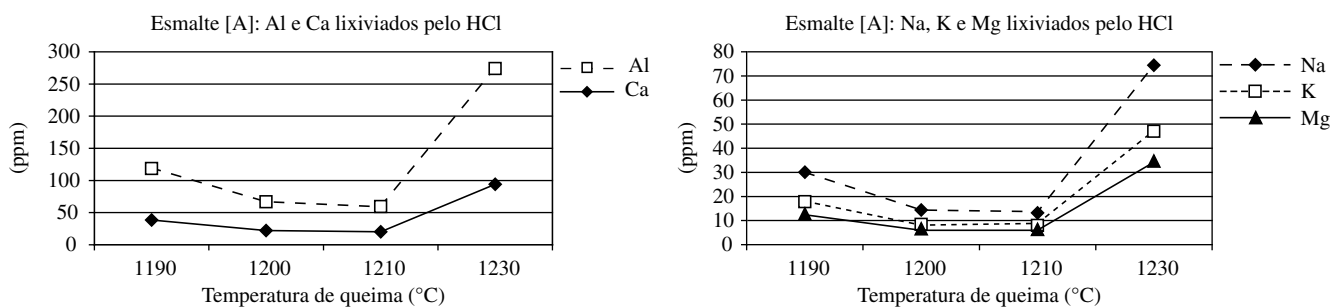 Esmalte [A]: Al e Ca lixiviados pelo HCl
300
250
200
150
100
50
0
(ppm)
1190 1200 1210 1230
Temperatura de queima (°C)
Al
Ca
Esmalte [A]: Na, K e Mg lixiviados pelo HCl
80
70
60
50
40
30
20
10
0
(ppm)
1190 1200 1210 1230
Temperatura de queima (°C)
Na
K
Mg